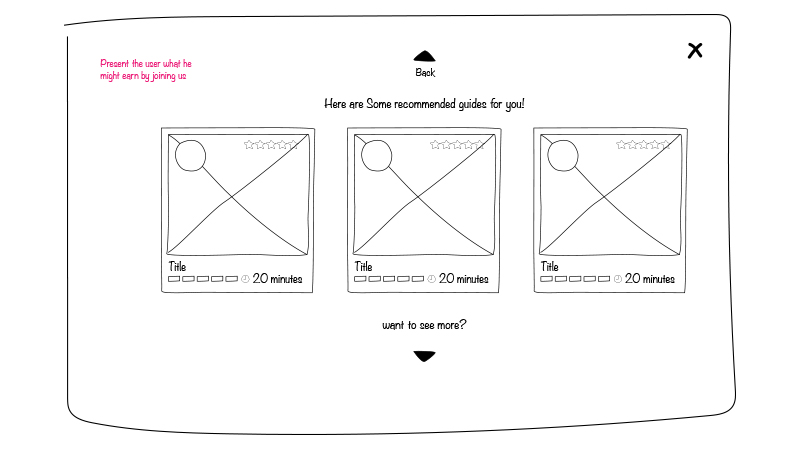 Present the user what he
might earn by joining us
Back
Here are Some recommended guides for you!
Title
20 minutes
Title
20 minutes
Title
20 minutes
want to see more?